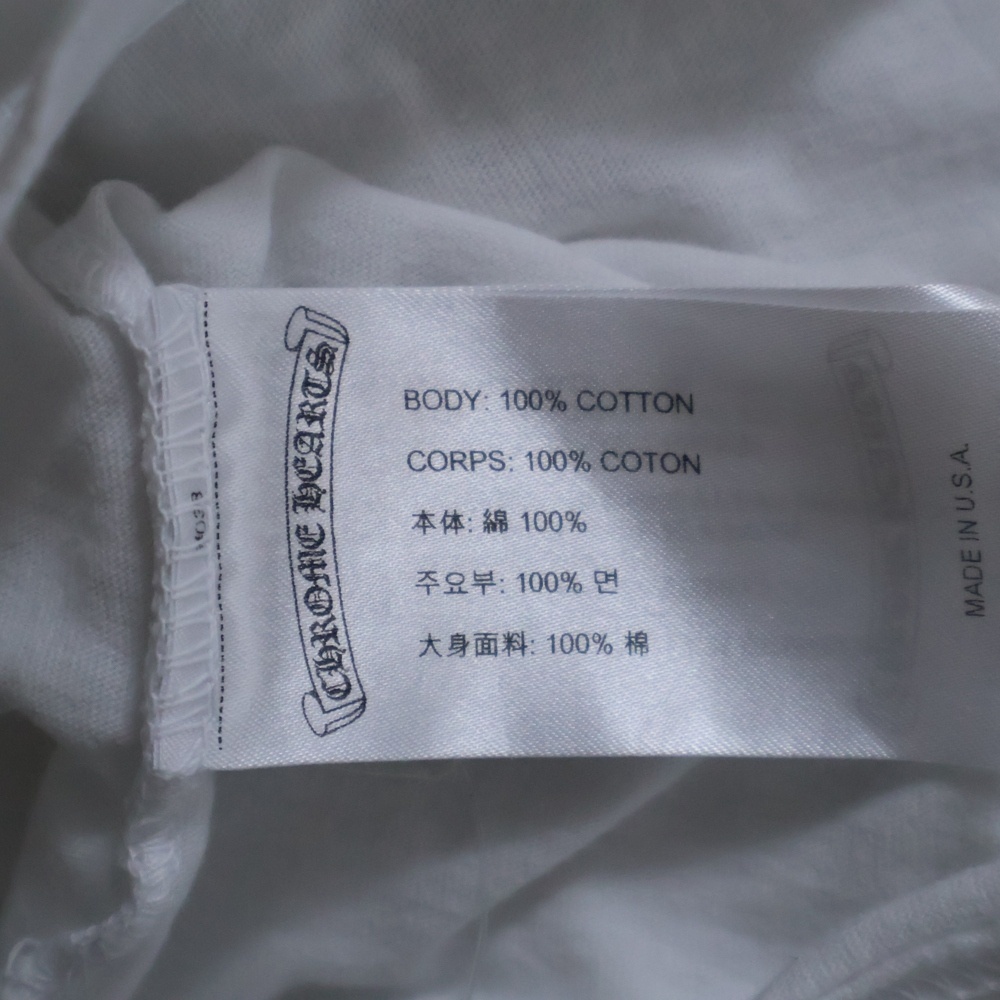 CHROME HEARTS
BODY: 100% COTTON
CORPS: 100% COTON
本体: 綿 100%
주요부: 100% 면
大身面料: 100% 棉
MADE IN U.S.A.